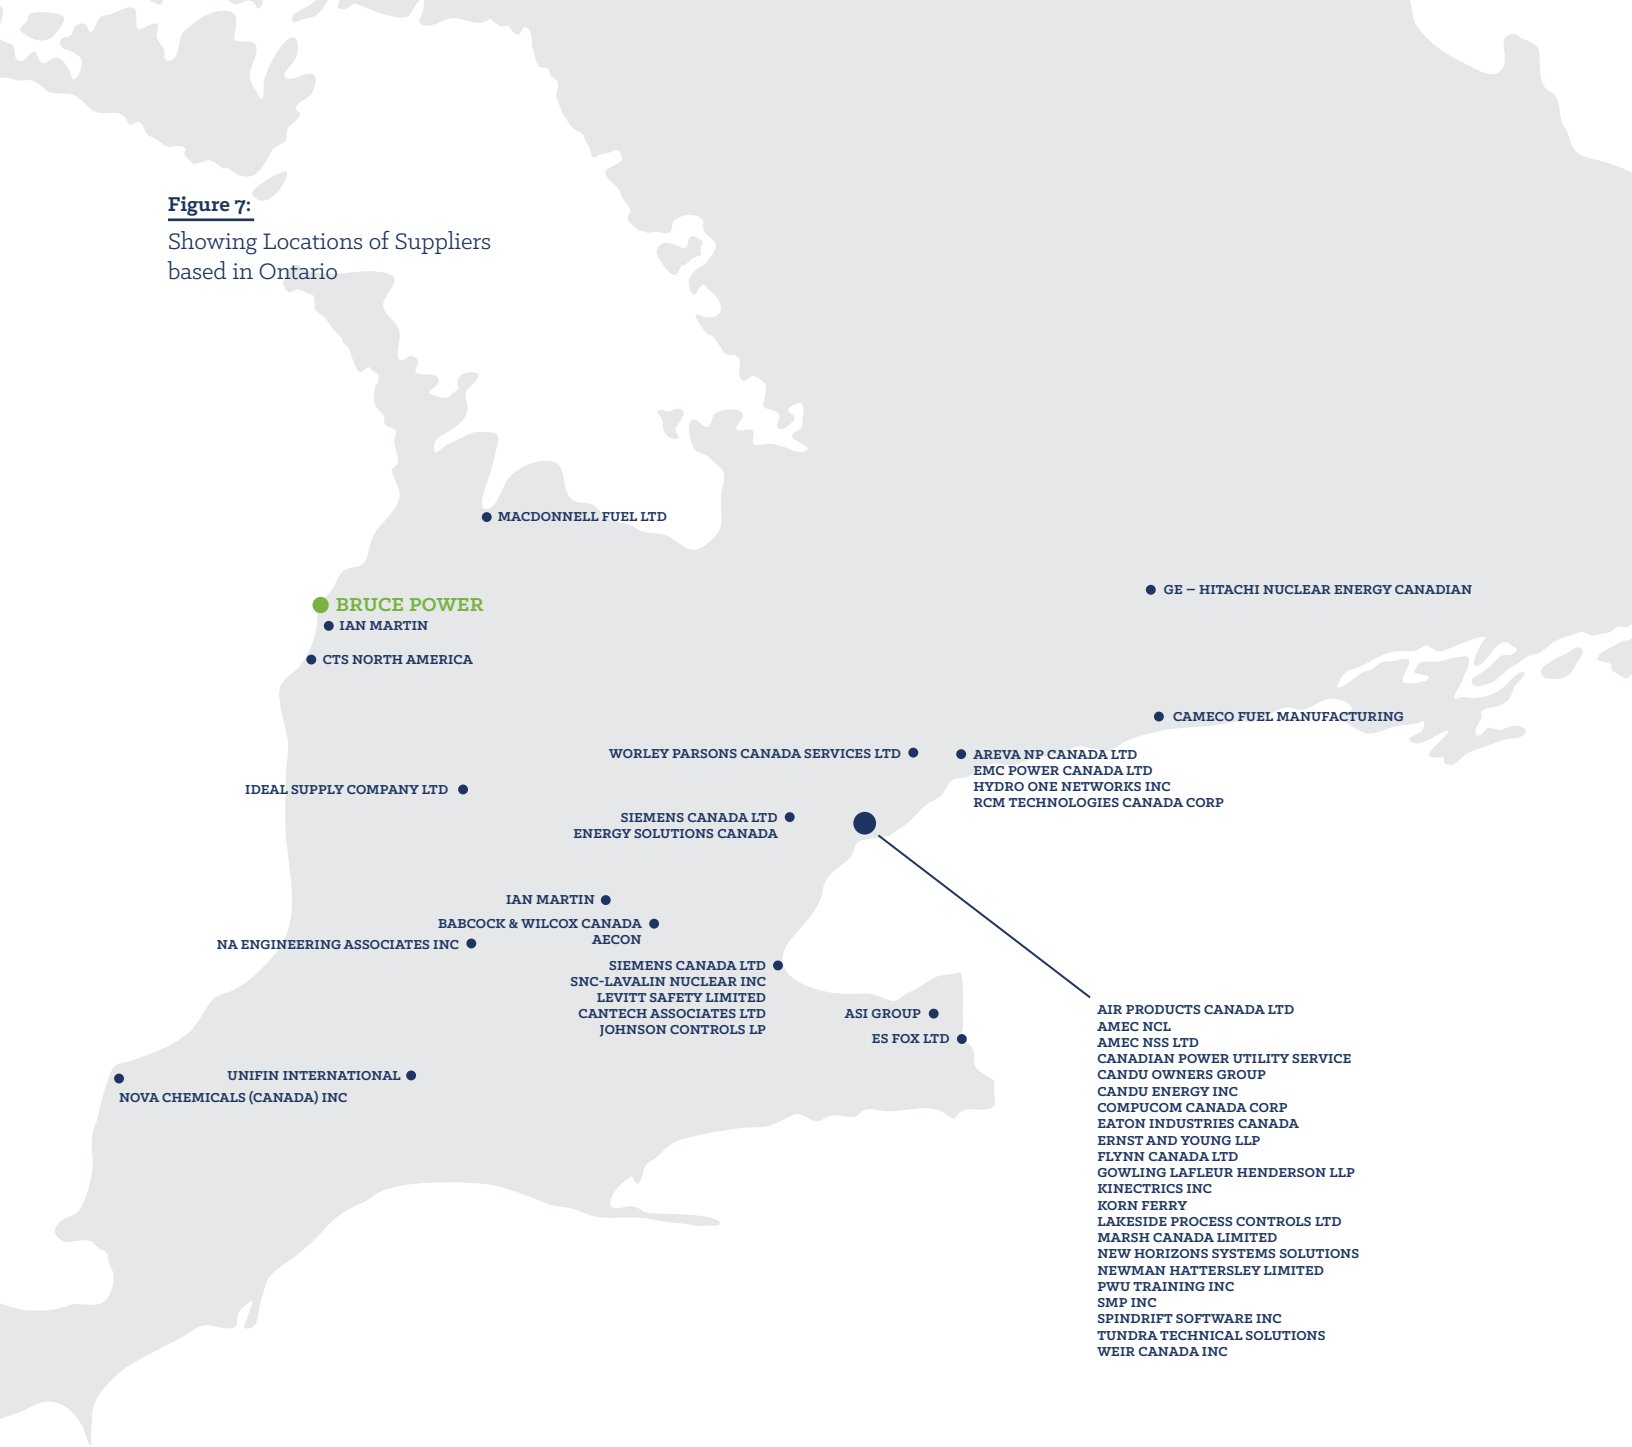 Figure 7:
Showing Locations of Suppliers
based in Ontario
MACDONNELL FUEL LTD
GE – HITACHI NUCLEAR ENERGY CANADIAN
BRUCE POWER
IAN MARTIN
CTS NORTH AMERICA
CAMECO FUEL MANUFACTURING
WORLEY PARSONS CANADA SERVICES LTD
AREVA NP CANADA LTD
EMC POWER CANADA LTD
HYDRO ONE NETWORKS INC
RCM TECHNOLOGIES CANADA CORP
IDEAL SUPPLY COMPANY LTD
SIEMENS CANADA LTD
ENERGY SOLUTIONS CANADA
IAN MARTIN
BABCOCK & WILCOX CANADA
AECON
NA ENGINEERING ASSOCIATES INC
SIEMENS CANADA LTD
SNC-LAVALIN NUCLEAR INC
LEVITT SAFETY LIMITED
CANTECH ASSOCIATES LTD
JOHNSON CONTROLS LP
ASI GROUP
ES FOX LTD
UNIFIN INTERNATIONAL
NOVA CHEMICALS (CANADA) INC
AIR PRODUCTS CANADA LTD
AMEC NCL
AMEC NSS LTD
CANADIAN POWER UTILITY SERVICE
CANDU OWNERS GROUP
CANDU ENERGY INC
COMPUCOM CANADA CORP
EATON INDUSTRIES CANADA
ERNST AND YOUNG LLP
FLYNN CANADA LTD
GOWLING LAFLEUR HENDERSON LLP
KINECTRICS INC
KORN FERRY
LAKESIDE PROCESS CONTROLS LTD
MARSH CANADA LIMITED
NEW HORIZONS SYSTEMS SOLUTIONS
NEWMAN HATTERSLEY LIMITED
PWU TRAINING INC
SMP INC
SPINDRIFT SOFTWARE INC
TUNDRA TECHNICAL SOLUTIONS
WEIR CANADA INC